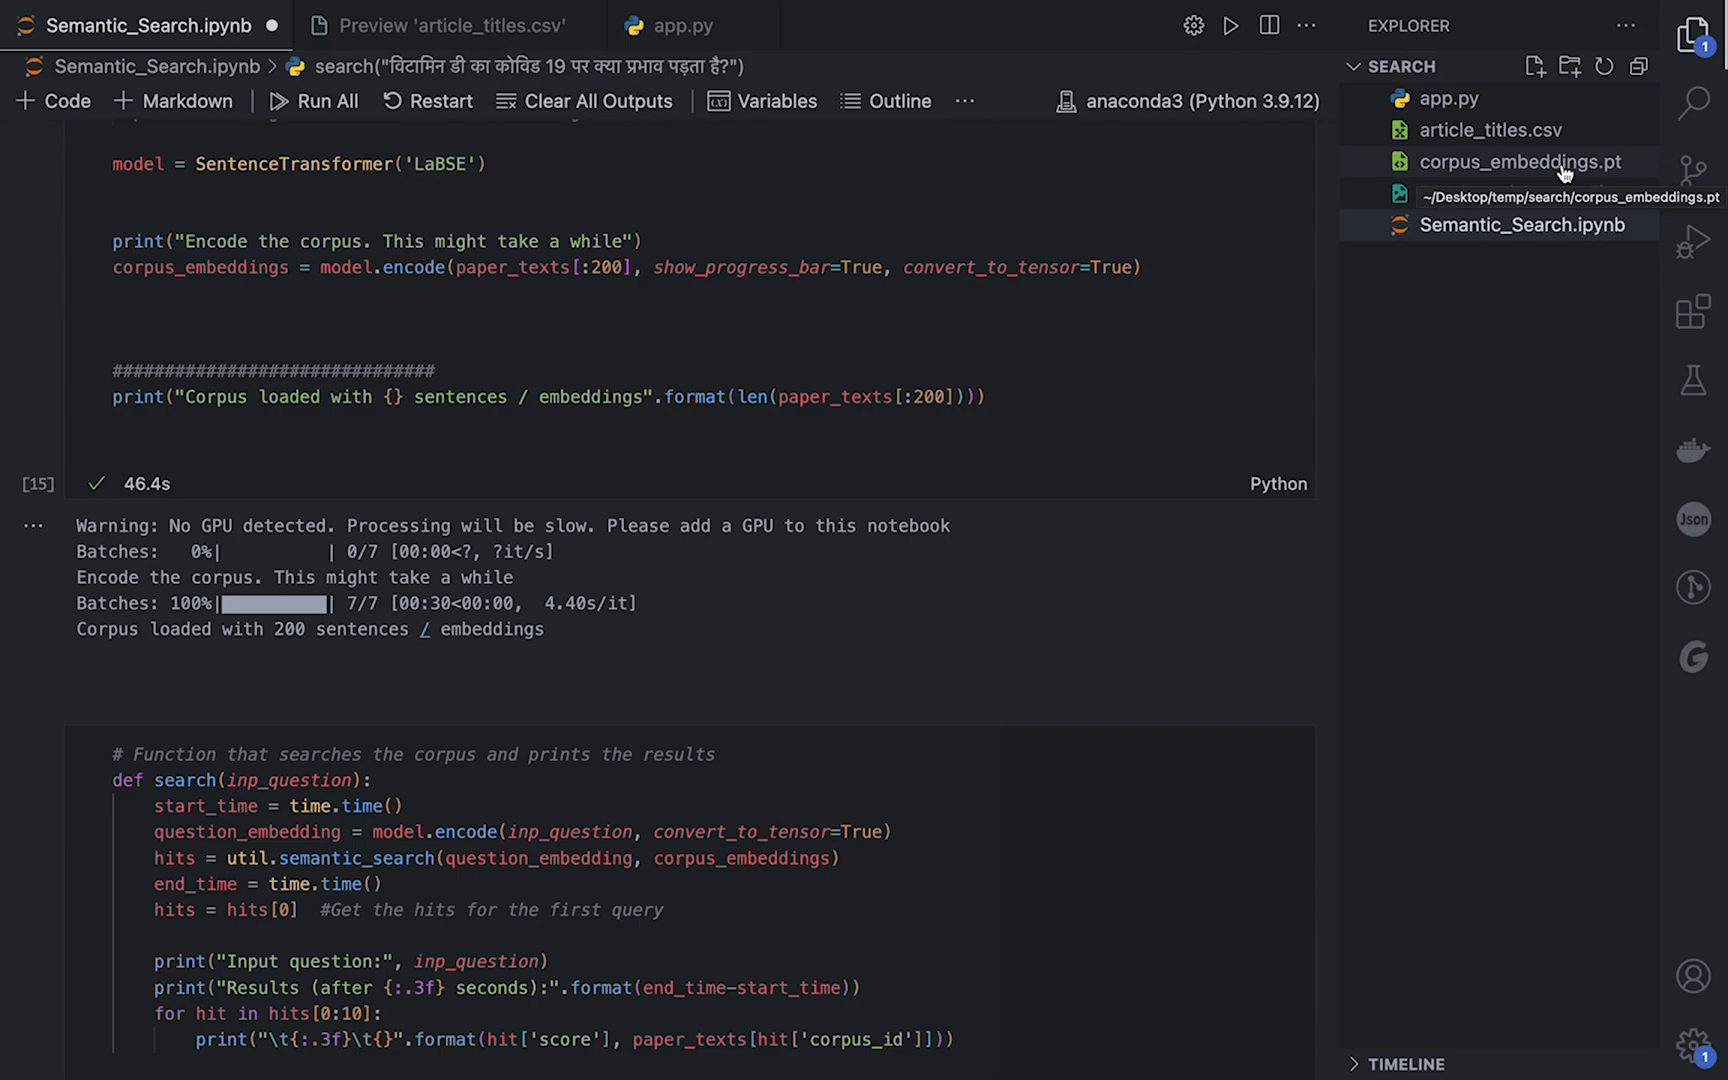 Semantic_Search.ipynb
Preview 'article_titles.csv'
app.py
EXPLORER
Semantic_Search.ipynb > search("विटामिन डी का कोविड 19 पर क्या प्रभाव पड़ता है?")
SEARCH
+ Code + Markdown Run All Restart Clear All Outputs Variables Outline ... anaconda3 (Python 3.9.12)
app.py
article_titles.csv
corpus_embeddings.pt
~/Desktop/temp/search/corpus_embeddings.pt
Semantic_Search.ipynb
model = SentenceTransformer('LaBSE')
print("Encode the corpus. This might take a while")
corpus_embeddings = model.encode(paper_texts[:200], show_progress_bar=True, convert_to_tensor=True)
##############################
print("Corpus loaded with {} sentences / embeddings".format(len(paper_texts[:200])))
[15] ✓ 46.4s
Python
Warning: No GPU detected. Processing will be slow. Please add a GPU to this notebook
Batches: 0%| | 0/7 [00:00<?, ?it/s]
Encode the corpus. This might take a while
Batches: 100%| | 7/7 [00:30<00:00, 4.40s/it]
Corpus loaded with 200 sentences / embeddings
# Function that searches the corpus and prints the results
def search(inp_question):
start_time = time.time()
question_embedding = model.encode(inp_question, convert_to_tensor=True)
hits = util.semantic_search(question_embedding, corpus_embeddings)
end_time = time.time()
hits = hits[0] #Get the hits for the first query
print("Input question:", inp_question)
print("Results (after {:.3f} seconds):".format(end_time-start_time))
for hit in hits[0:10]:
print("\t{:.3f}\t{}".format(hit['score'], paper_texts[hit['corpus_id']]))
TIMELINE
1
Json
G
1